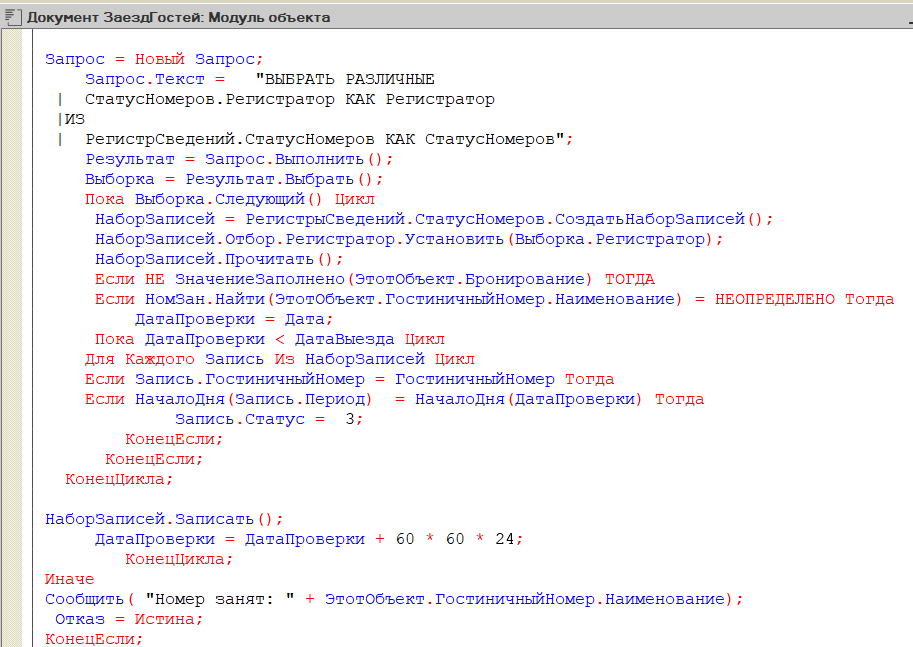 Документ ЗаездГостей: Модуль объекта
Запрос = Новый Запрос;
Запрос.Текст = "ВЫБРАТЬ РАЗЛИЧНЫЕ
| СтатусНомеров.Регистратор КАК Регистратор
|ИЗ
| РегистрСведений.СтатусНомеров КАК СтатусНомеров";
Результат = Запрос.Выполнить();
Выборка = Результат.Выбрать();
Пока Выборка.Следующий() Цикл
НаборЗаписей = РегистрыСведений.СтатусНомеров.СоздатьНаборЗаписей();
НаборЗаписей.Отбор.Регистратор.Установить(Выборка.Регистратор);
НаборЗаписей.Прочитать();
Если НЕ ЗначениеЗаполнено(ЭтотОбъект.Бронирование) ТОГДА
Если НомЗан.Найти(ЭтотОбъект.ГостиничныйНомер.Наименование) = НЕОПРЕДЕЛЕНО Тогда
ДатаПроверки = Дата;
Пока ДатаПроверки < ДатаВыезда Цикл
Для Каждого Запись Из НаборЗаписей Цикл
Если Запись.ГостиничныйНомер = ГостиничныйНомер Тогда
Если НачалоДня(Запись.Период) = НачалоДня(ДатаПроверки) Тогда
Запись.Статус = 3;
КонецЕсли;
КонецЕсли;
КонецЦикла;
НаборЗаписей.Записать();
ДатаПроверки = ДатаПроверки + 60 * 60 * 24;
КонецЦикла;
Иначе
Сообщить( "Номер занят: " + ЭтотОбъект.ГостиничныйНомер.Наименование);
Отказ = Истина;
КонецЕсли;